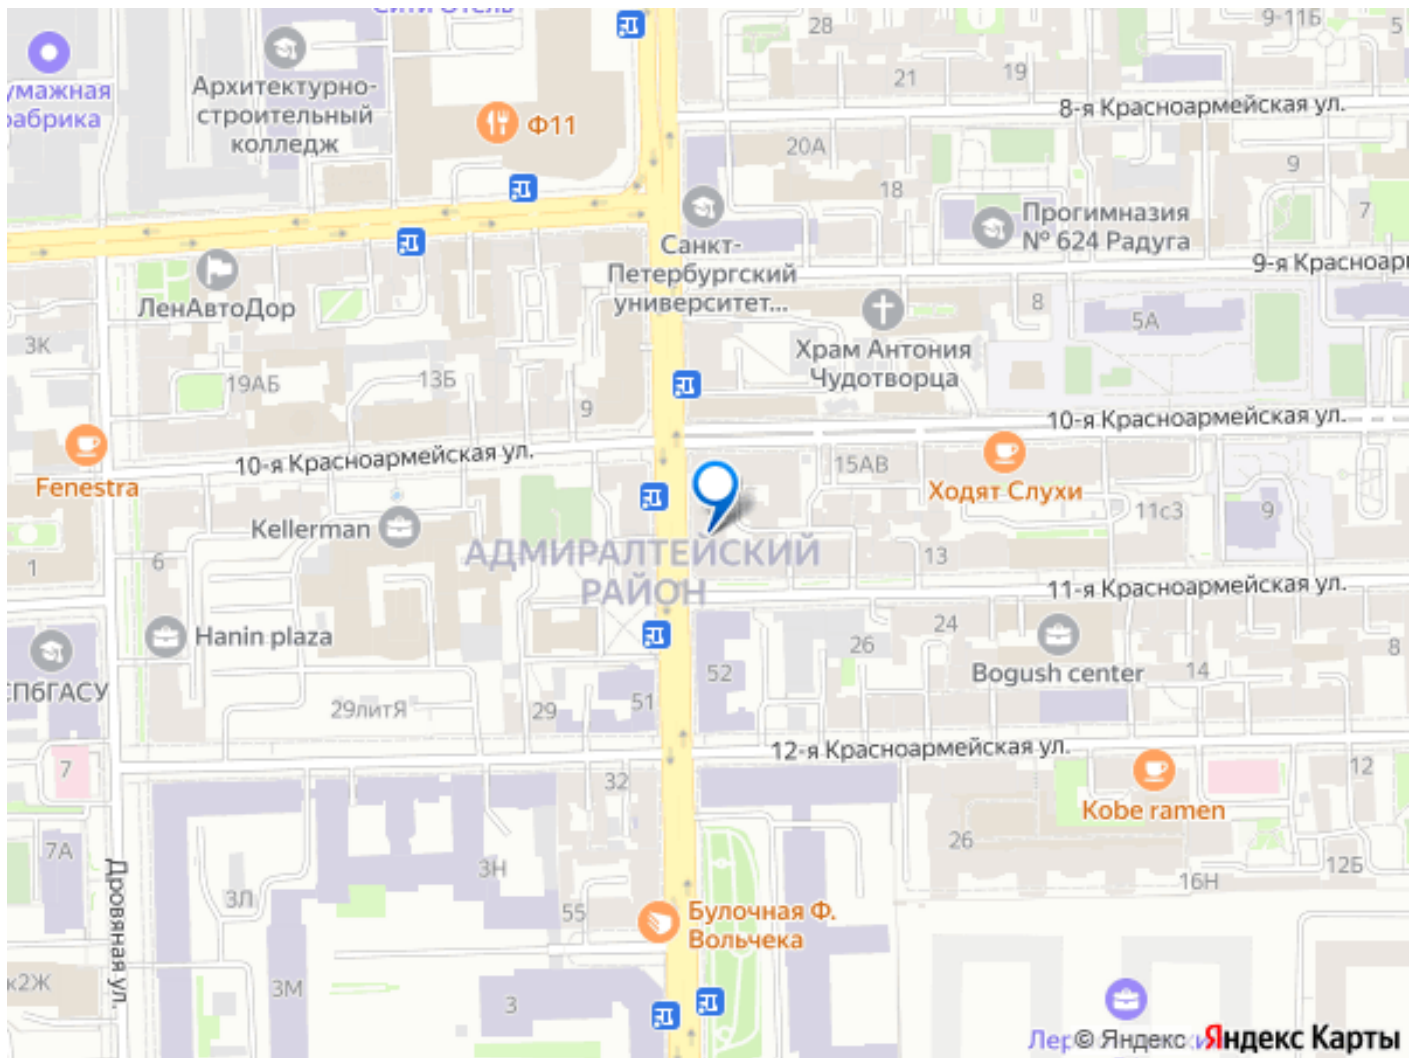 Сити Отель
28
9-11Б
5
21
19
Архитектурно-
строительный
колледж
Ф11
8-я Красноармейская ул.
20А
9
18
7
Прогимназия
№ 624 Радуга
Санкт-
Петербургский
университет...
9-я Красноар
ЛенАвтоДор
8
5А
3К
Храм Антония
Чудотворца
19АБ
13Б
9
10-я Красноармейская ул.
10-я Красноармейская ул.
15АВ
Fenestra
Ходят Слухи
Kellerman
11с3
9
АДМИРАЛТЕЙСКИЙ
РАЙОН
13
1
6
11-я Красноармейская ул.
Hanin plaza
24
26
8
Bogush center
14
52
СПбГАСУ
29литЯ
29
51
12-я Красноармейская ул.
7
32
12
Kobe ramen
26
7А
3Н
12Б
16Н
3Л
Дровяная ул.
55
Булочная Ф.
Вольчека
к2Ж
3М
3
© Яндекс
Яндекс Карты